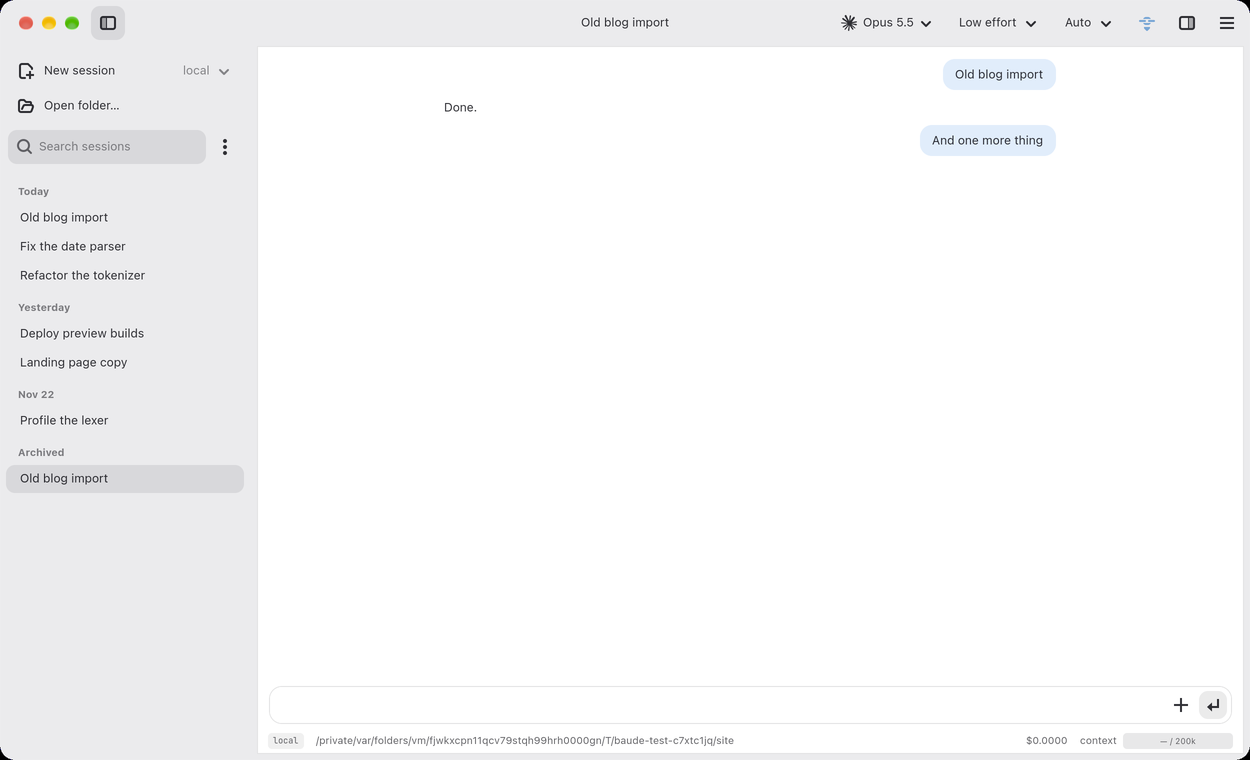 Old blog import
Opus 5.5
Low effort
Auto
New session
local
Open folder...
Search sessions
Today
Old blog import
Fix the date parser
Refactor the tokenizer
Yesterday
Deploy preview builds
Landing page copy
Nov 22
Profile the lexer
Archived
Old blog import
Old blog import
Done.
And one more thing
local
/private/var/folders/vm/fjwkxcpn11qcv79stqh99hrh0000gn/T/baude-test-c7xtc1jq/site
$0.0000
context
— / 200k